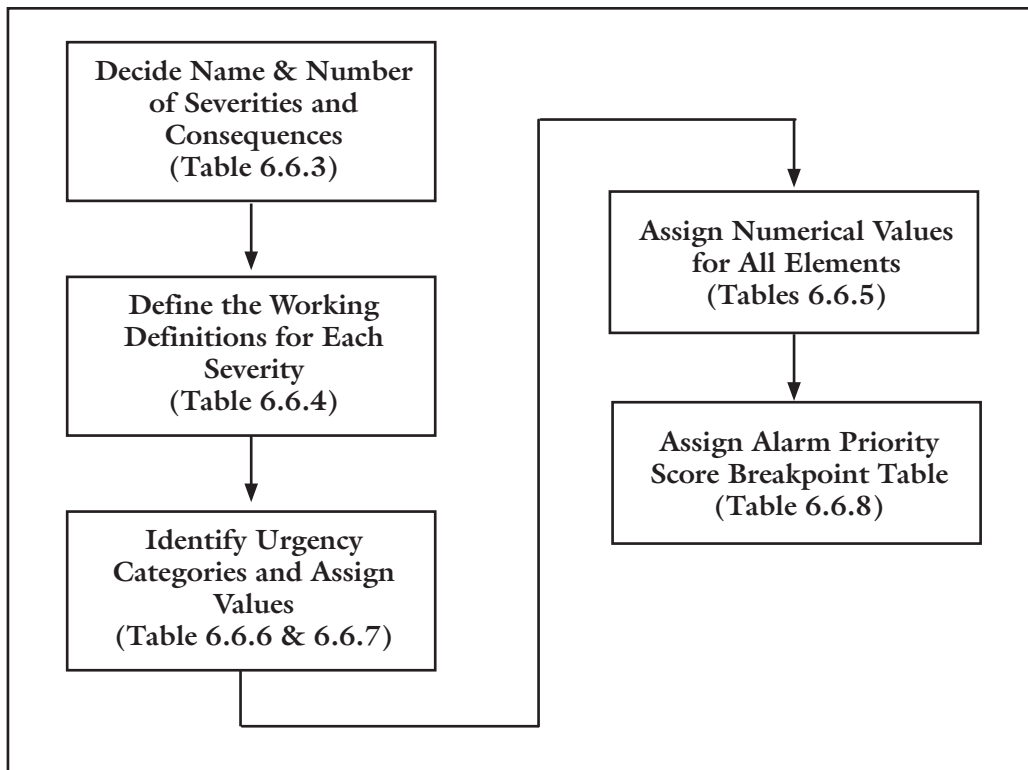 Decide Name & Number
of Severities and
Consequences
(Table 6.6.3)
Define the Working
Definitions for Each
Severity
(Table 6.6.4)
Identify Urgency
Categories and Assign
Values
(Table 6.6.6 & 6.6.7)
Assign Numerical Values
for All Elements
(Tables 6.6.5)
Assign Alarm Priority
Score Breakpoint Table
(Table 6.6.8)